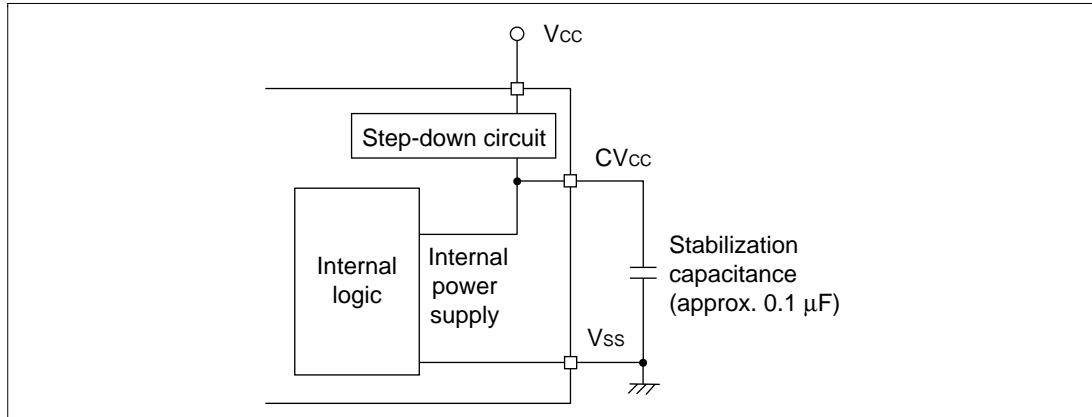 VCC
Step-down circuit
CVCC
Internal
logic
Internal
power
supply
Stabilization
capacitance
(approx. 0.1 μF)
VSS